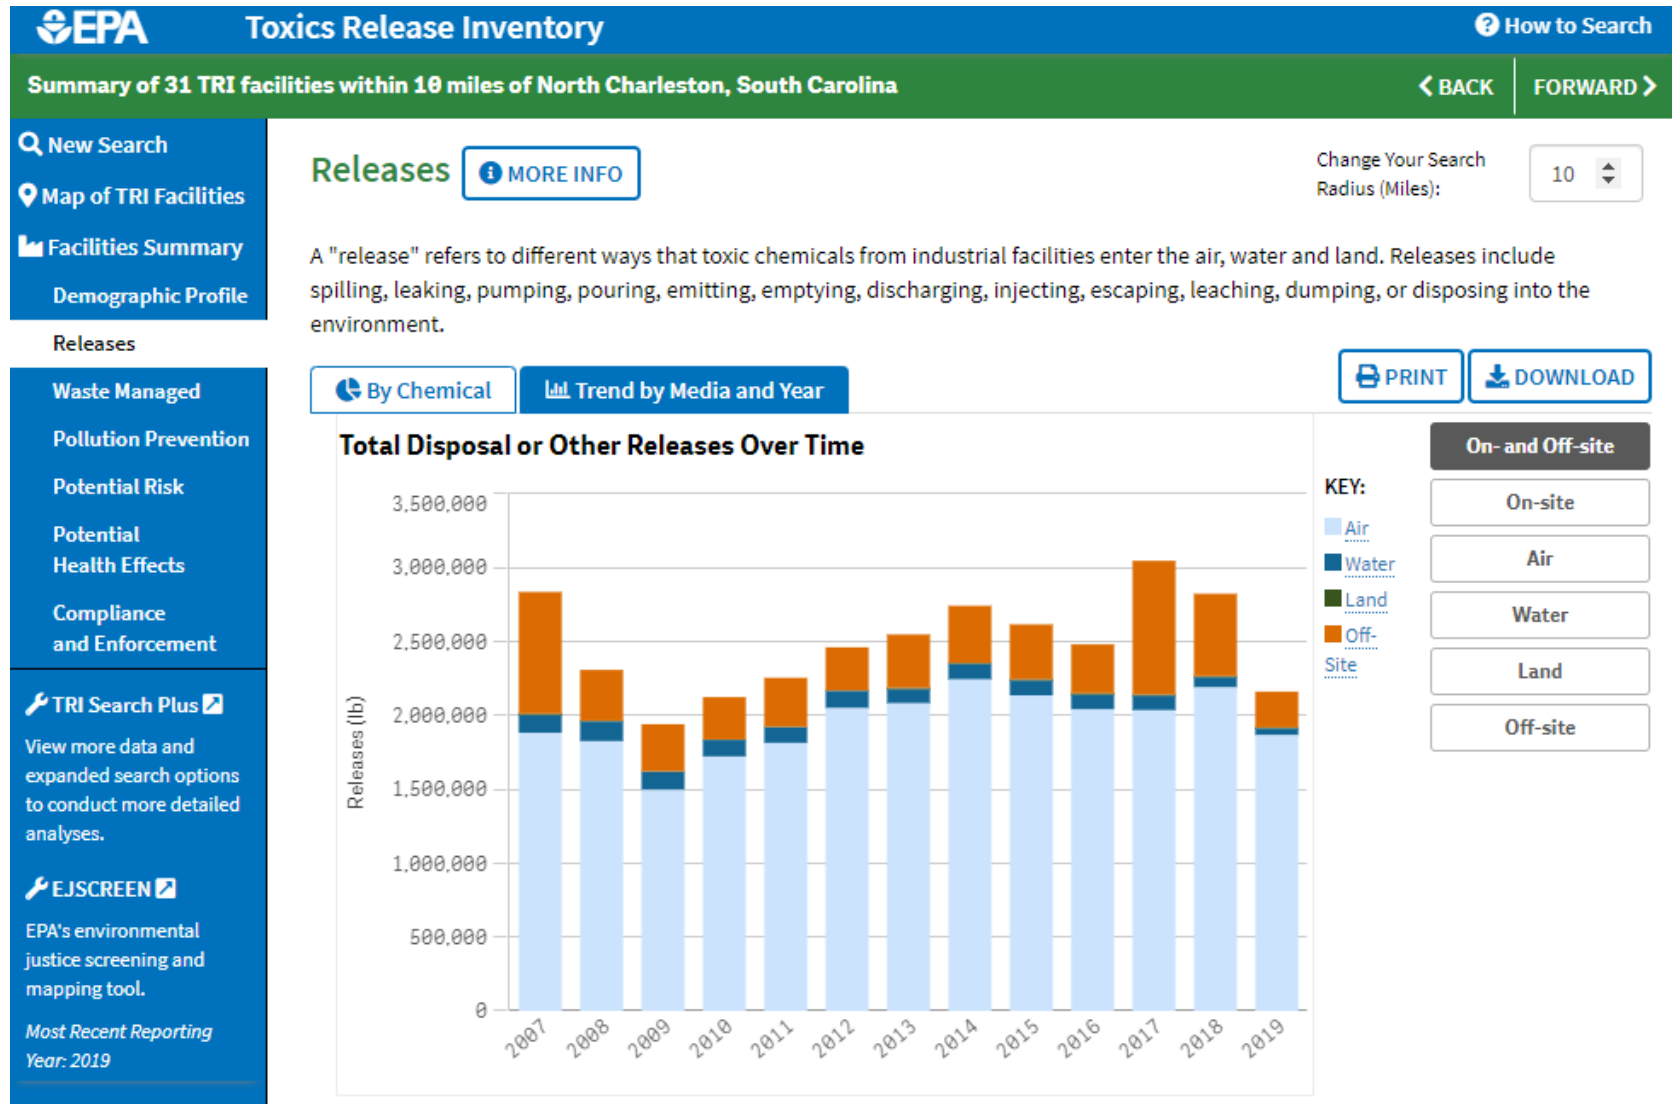 EPA Toxics Release Inventory How to Search
Summary of 31 TRI facilities within 10 miles of North Charleston, South Carolina BACK FORWARD
New Search
Map of TRI Facilities
Facilities Summary
Demographic Profile
Releases
Waste Managed
Pollution Prevention
Potential Risk
Potential
Health Effects
Compliance
and Enforcement
TRI Search Plus
View more data and
expanded search options
to conduct more detailed
analyses.
EJSCREEN
EPA's environmental
justice screening and
mapping tool.
Most Recent Reporting
Year: 2019
Releases MORE INFO
Change Your Search
Radius (Miles):
10
A "release" refers to different ways that toxic chemicals from industrial facilities enter the air, water and land. Releases include
spilling, leaking, pumping, pouring, emitting, emptying, discharging, injecting, escaping, leaching, dumping, or disposing into the
environment.
By Chemical Trend by Media and Year PRINT DOWNLOAD
Total Disposal or Other Releases Over Time
3,500,000
3,000,000
2,500,000
2,000,000
1,500,000
1,000,000
500,000
0
Releases (lb)
2007 2008 2009 2010 2011 2012 2013 2014 2015 2016 2017 2018 2019
KEY:
Air
Water
Land
Off-
Site
On- and Off-site
On-site
Air
Water
Land
Off-site